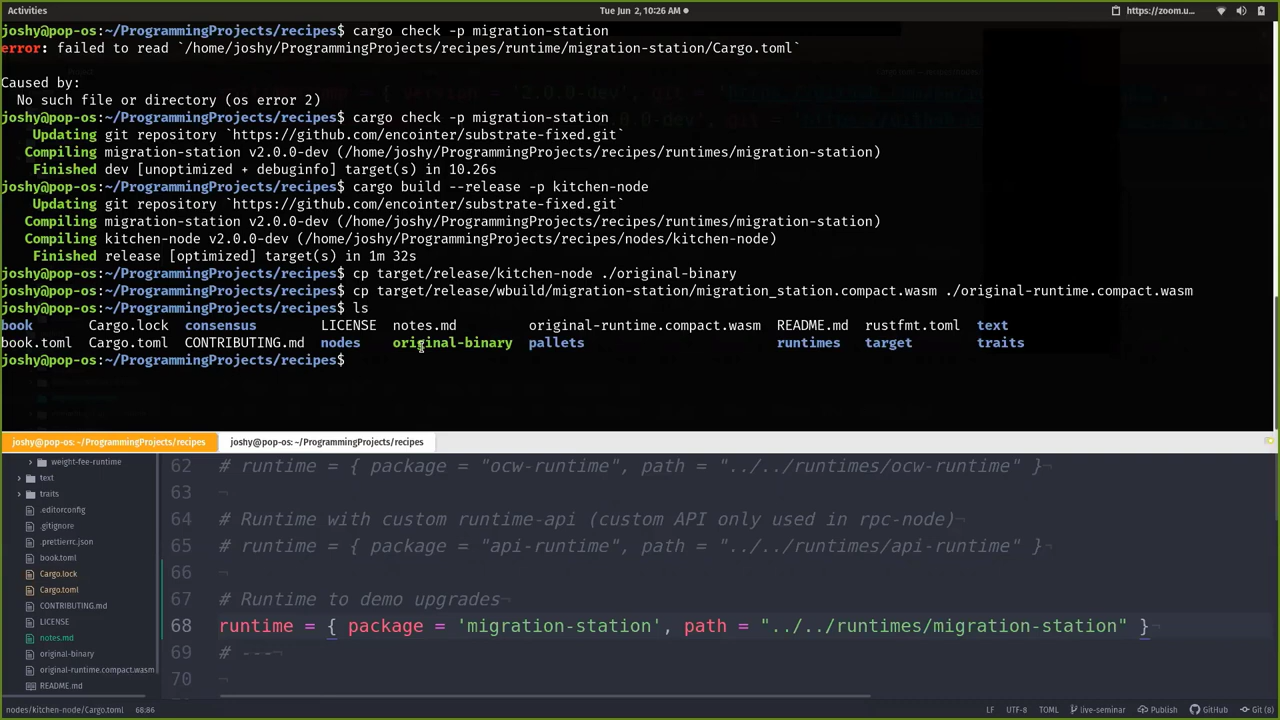 Activities
Tue Jun 2, 10:26 AM
https://zoom.u...
joshy@pop-os:~/ProgrammingProjects/recipes$ cargo check -p migration-station
error: failed to read `/home/joshy/ProgrammingProjects/recipes/runtime/migration-station/Cargo.toml`
Caused by:
No such file or directory (os error 2)
joshy@pop-os:~/ProgrammingProjects/recipes$ cargo check -p migration-station
Updating git repository `https://github.com/encointer/substrate-fixed.git`
Compiling migration-station v2.0.0-dev (/home/joshy/ProgrammingProjects/recipes/runtimes/migration-station)
Finished dev [unoptimized + debuginfo] target(s) in 10.26s
joshy@pop-os:~/ProgrammingProjects/recipes$ cargo build --release -p kitchen-node
Updating git repository `https://github.com/encointer/substrate-fixed.git`
Compiling migration-station v2.0.0-dev (/home/joshy/ProgrammingProjects/recipes/runtimes/migration-station)
Compiling kitchen-node v2.0.0-dev (/home/joshy/ProgrammingProjects/recipes/nodes/kitchen-node)
Finished release [optimized] target(s) in 1m 32s
joshy@pop-os:~/ProgrammingProjects/recipes$ cp target/release/kitchen-node ./original-binary
joshy@pop-os:~/ProgrammingProjects/recipes$ cp target/release/wbuild/migration-station/migration_station.compact.wasm ./original-runtime.compact.wasm
joshy@pop-os:~/ProgrammingProjects/recipes$ ls
book Cargo.lock consensus LICENSE notes.md original-runtime.compact.wasm README.md rustfmt.toml text
book.toml Cargo.toml CONTRIBUTING.md nodes original-binary pallets runtimes target traits
joshy@pop-os:~/ProgrammingProjects/recipes$
joshy@pop-os: ~/ProgrammingProjects/recipes joshy@pop-os: ~/ProgrammingProjects/recipes
weight-fee-runtime
text
traits
.editorconfig
.gitignore
.prettierrc.json
book.toml
Cargo.lock
Cargo.toml
CONTRIBUTING.md
LICENSE
notes.md
original-binary
original-runtime.compact.wasm
README.md
62 # runtime = { package = "ocw-runtime", path = "../../runtimes/ocw-runtime" }¬
63 ¬
64 # Runtime with custom runtime-api (custom API only used in rpc-node)¬
65 # runtime = { package = "api-runtime", path = "../../runtimes/api-runtime" }¬
66 ¬
67 # Runtime to demo upgrades¬
68 runtime = { package = 'migration-station', path = "../../runtimes/migration-station" }¬
69 # ---¬
70 ¬
nodes/kitchen-node/Cargo.toml 68:86 LF UTF-8 TOML live-seminar Publish GitHub Git (8)